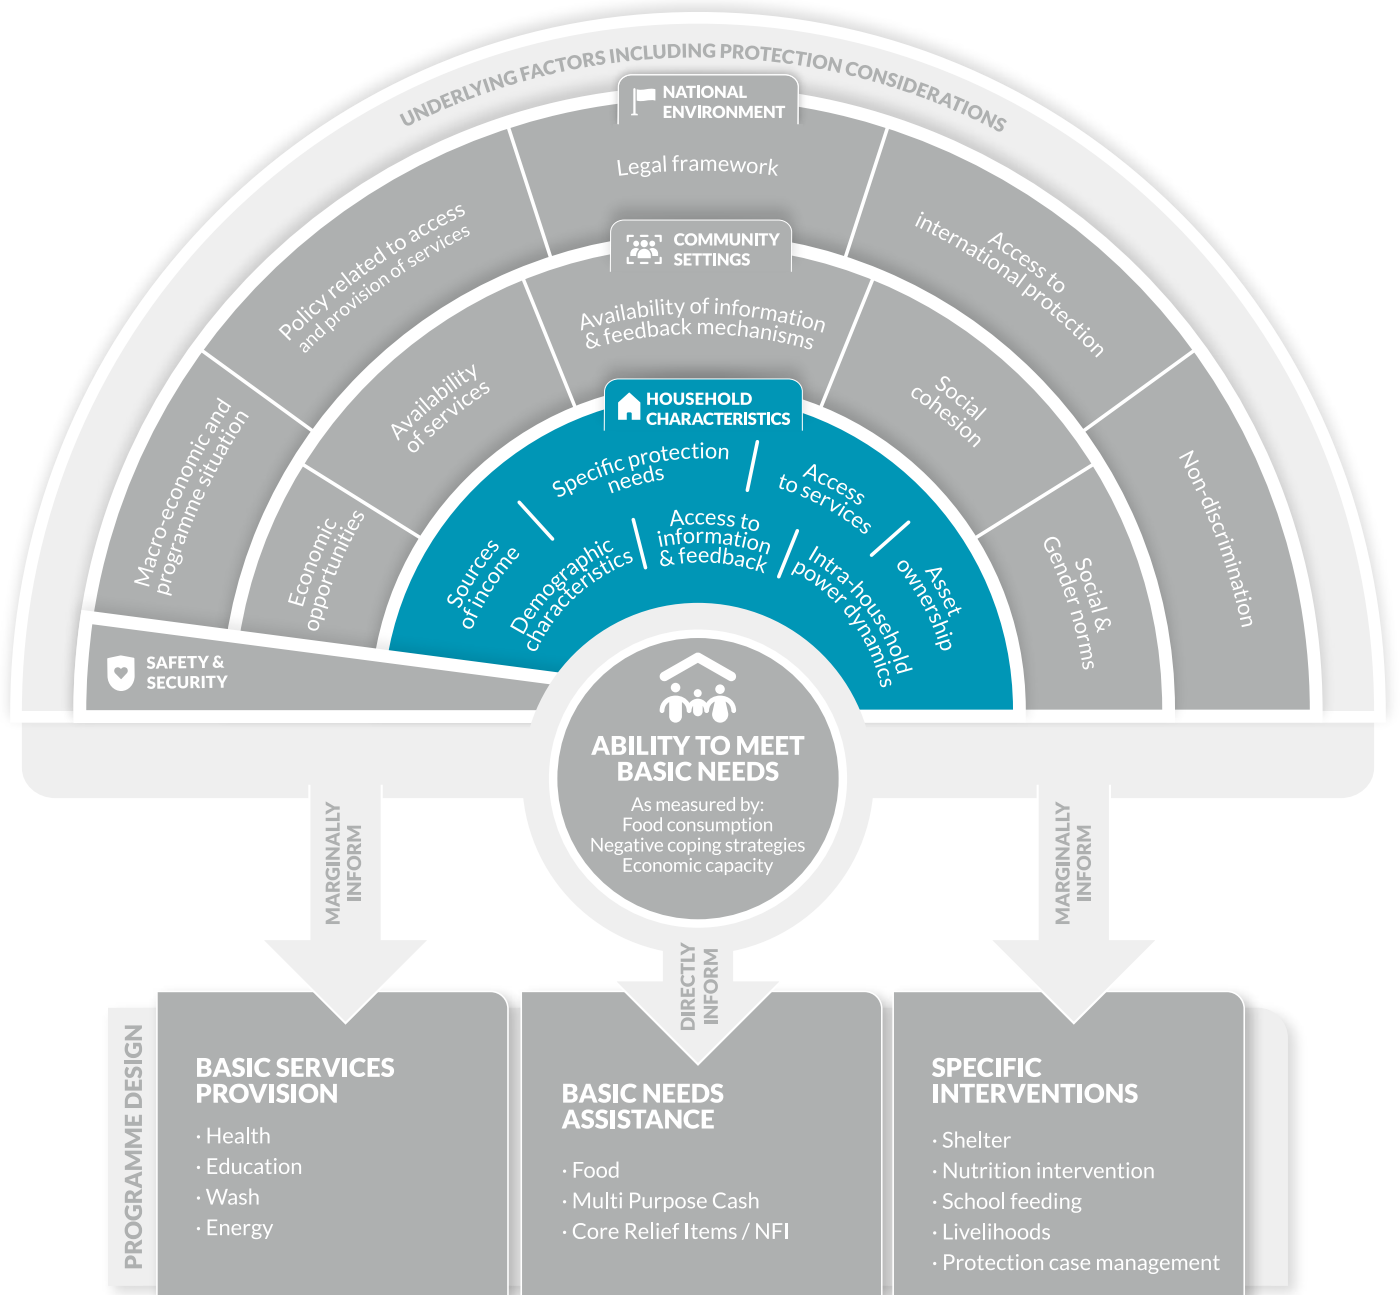 UNDERLYING FACTORS INCLUDING PROTECTION CONSIDERATIONS
NATIONAL
ENVIRONMENT
Macro-economic and
programme situation
Policy related to access
and provision of services
Legal framework
Access to
international protection
Non-discrimination
COMMUNITY
SETTINGS
Economic
opportunities
Availability
of services
Availability of information
& feedback mechanisms
Social
cohesion
Social &
Gender norms
HOUSEHOLD
CHARACTERISTICS
Sources
of income
Specific protection
needs
Access
to services
Asset
ownership
Demographic
characteristics
Access to
information
& feedback
Intra-household
power dynamics
SAFETY &
SECURITY
ABILITY TO MEET
BASIC NEEDS
As measured by:
Food consumption
Negative coping strategies
Economic capacity
MARGINALLY
INFORM
DIRECTLY
INFORM
MARGINALLY
INFORM
PROGRAMME DESIGN
BASIC SERVICES
PROVISION
· Health
· Education
· Wash
· Energy
BASIC NEEDS
ASSISTANCE
· Food
· Multi Purpose Cash
· Core Relief Items / NFI
SPECIFIC
INTERVENTIONS
· Shelter
· Nutrition intervention
· School feeding
· Livelihoods
· Protection case management